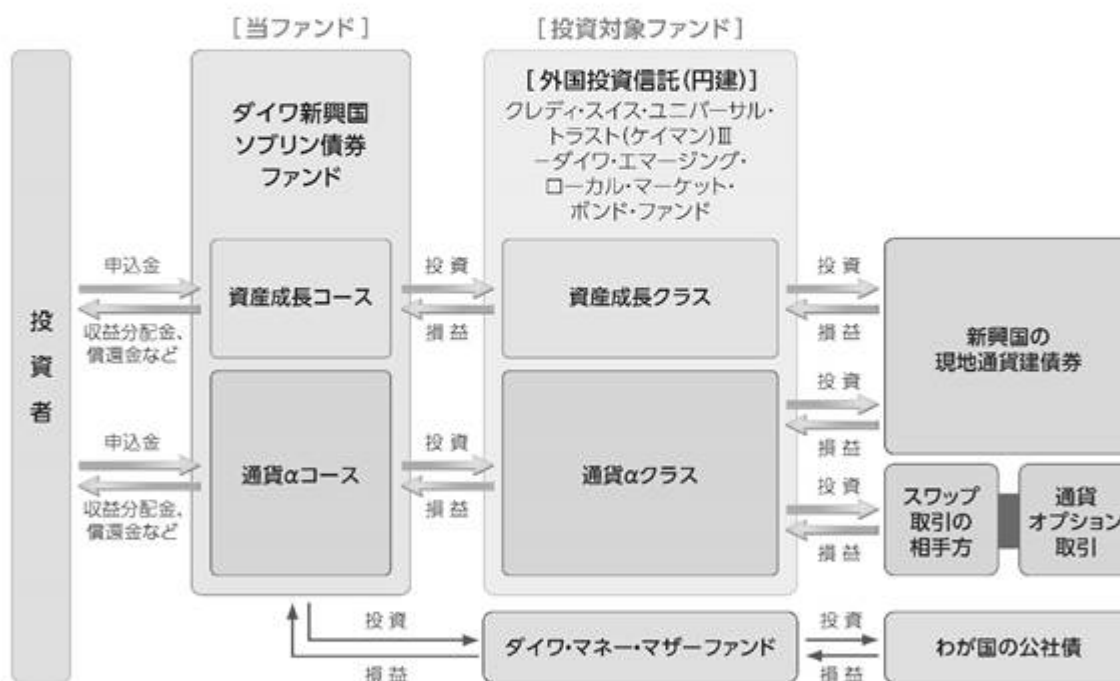 [当ファンド]
[投資対象ファンド]
投資者
ダイワ新興国
ソブリン債券
ファンド
[外国投資信託(円建)]
クレディ・スイス・ユニバーサル・
トラスト(ケイマン)Ⅲ
－ダイワ・エマージング・
ローカル・マーケット・
ボンド・ファンド
申込金
収益分配金、
償還金など
資産成長コース
投資
損益
資産成長クラス
投資
損益
新興国の
現地通貨建債券
投資
損益
申込金
収益分配金、
償還金など
通貨αコース
投資
損益
通貨αクラス
投資
損益
スワップ
取引の
相手方
通貨
オプション
取引
投資
損益
ダイワ・マネー・マザーファンド
投資
損益
わが国の公社債